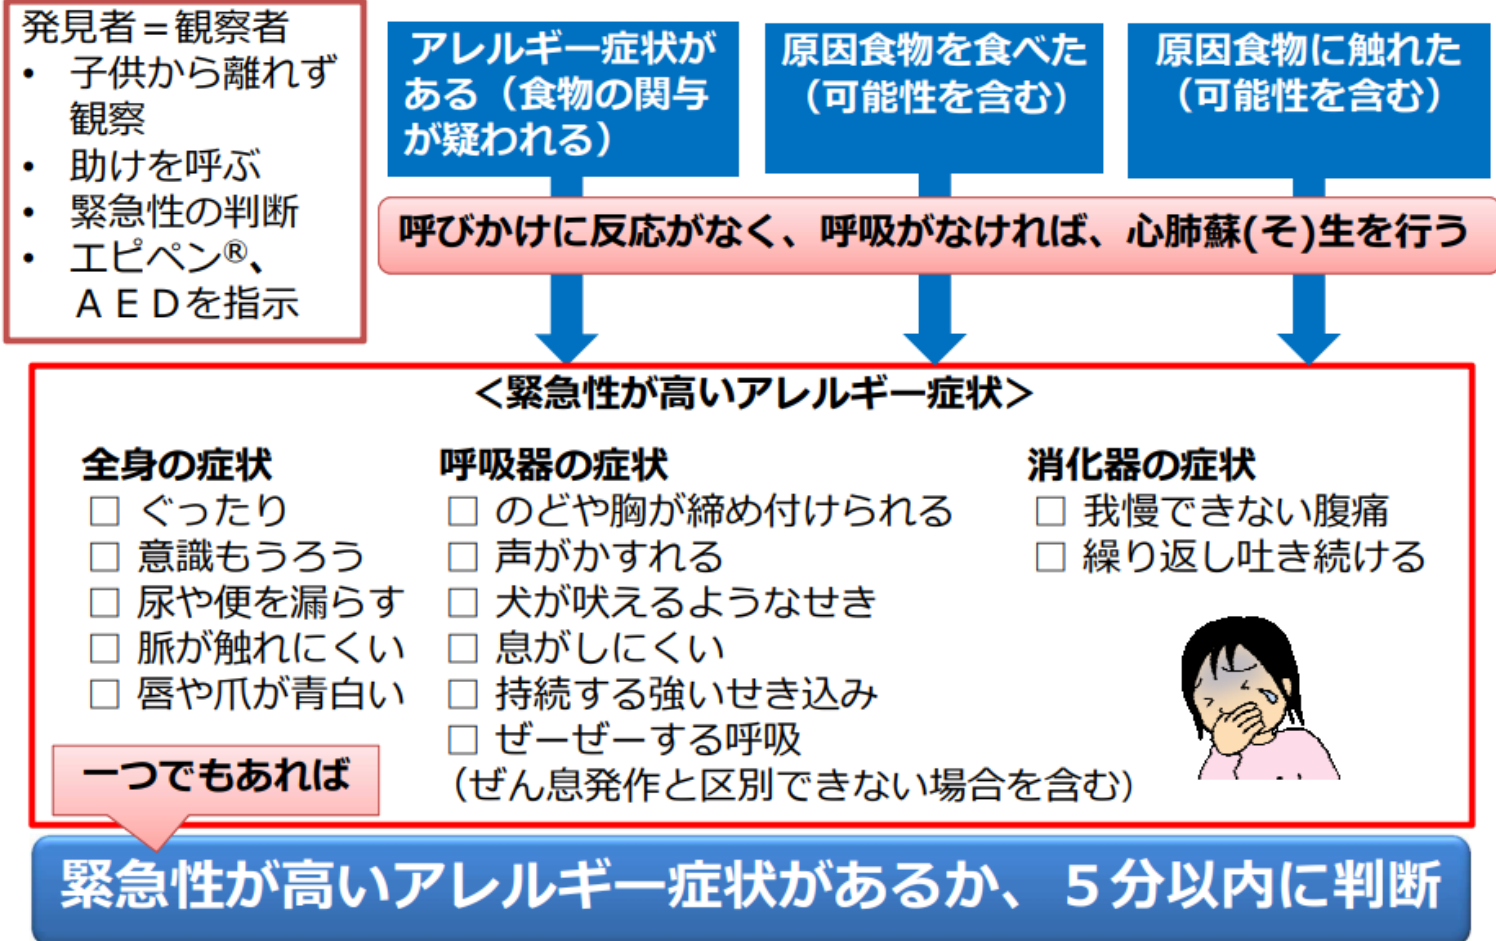 発見者＝観察者
• 子供から離れず
観察
• 助けを呼ぶ
• 緊急性の判断
• エピペン®、
ＡＥＤを指示
アレルギー症状が
ある（食物の関与
が疑われる）
原因食物を食べた
（可能性を含む）
原因食物に触れた
（可能性を含む）
呼びかけに反応がなく、呼吸がなければ、心肺蘇(そ)生を行う
＜緊急性が高いアレルギー症状＞
全身の症状
□ ぐったり
□ 意識もうろう
□ 尿や便を漏らす
□ 脈が触れにくい
□ 唇や爪が青白い
呼吸器の症状
□ のどや胸が締め付けられる
□ 声がかすれる
□ 犬が吠えるようなせき
□ 息がしにくい
□ 持続する強いせき込み
□ ぜーぜーする呼吸
（ぜん息発作と区別できない場合を含む）
消化器の症状
□ 我慢できない腹痛
□ 繰り返し吐き続ける
一つでもあれば
緊急性が高いアレルギー症状があるか、５分以内に判断